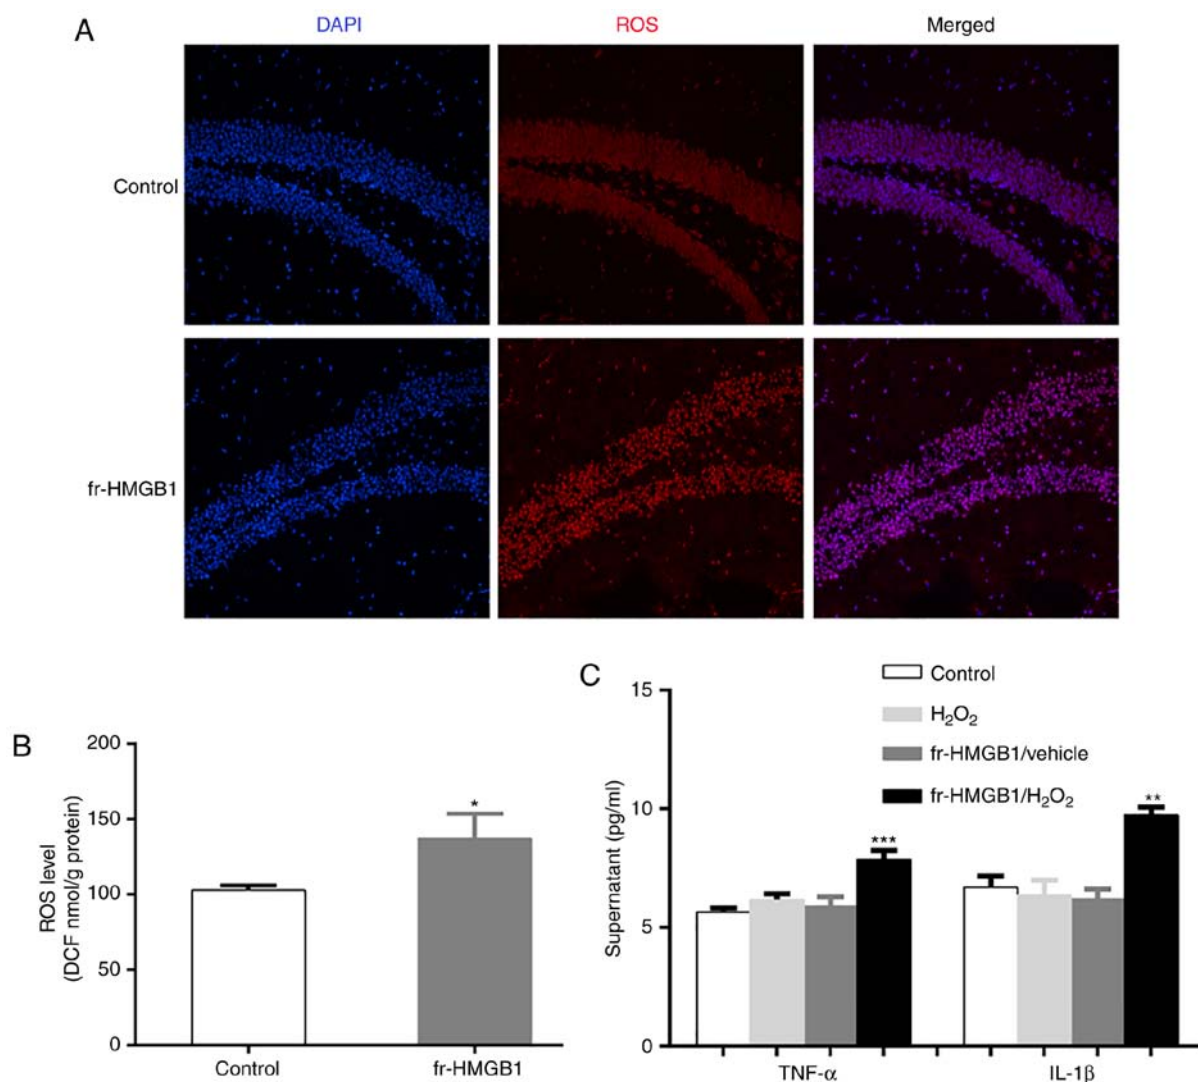 A
DAPI
ROS
Merged
Control
fr-HMGB1
B
ROS level
(DCF nmol/g protein)
200
150
100
50
0
*
Control
fr-HMGB1
C
Supernatant (pg/ml)
15
10
5
0
Control
H₂O₂
fr-HMGB1/vehicle
fr-HMGB1/H₂O₂
***
**
TNF-α
IL-1β